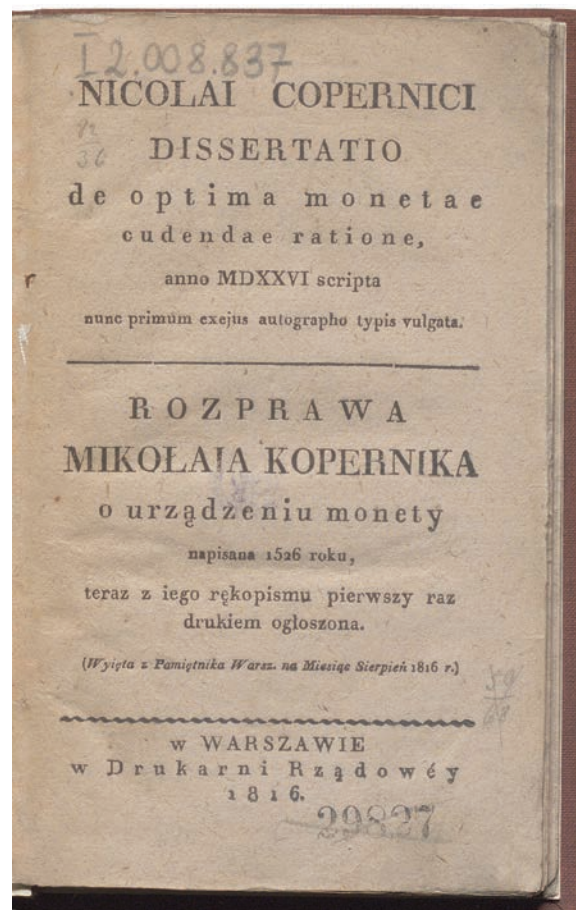 I 2.008.837
NICOLAI COPERNICI
DISSERTATIO
de optima monetae
cudendae ratione,
anno MDXXVI scripta
nunc primum exejus autographo typis vulgata.
ROZPRAWA
MIKOŁAIA KOPERNIKA
o urządzeniu monety
napisana 1526 roku,
teraz z iego rękopismu pierwszy raz
drukiem ogłoszona.
(Wyięta z Pamiętnika Warsz. na Miesiąc Sierpień 1816 r.)
w WARSZAWIE
w Drukarni Rządowéy
1816.
29827